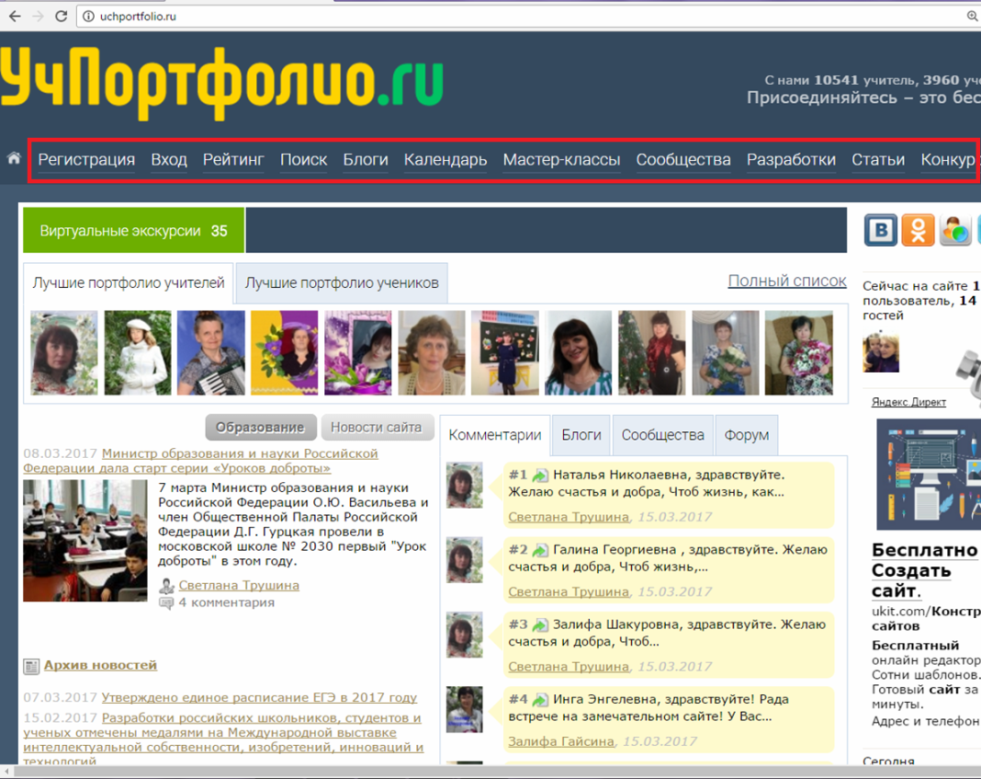 uchportfolio.ru
УчПортфолио.ru
С нами 10541 учитель, 3960 уч
Присоединяйтесь – это бес
Регистрация Вход Рейтинг Поиск Блоги Календарь Мастер-классы Сообщества Разработки Статьи Конкур
Виртуальные экскурсии 35
Лучшие портфолио учителей
Лучшие портфолио учеников
Полный список
Образование
Новости сайта
08.03.2017 Министр образования и науки Российской
Федерации дала старт серии «Уроков доброты»
7 марта Министр образования и науки
Российской Федерации О.Ю. Васильева и
член Общественной Палаты Российской
Федерации Д.Г. Гурцкая провели в
московской школе № 2030 первый "Урок
доброты" в этом году.
Светлана Трушина
4 комментария
Архив новостей
07.03.2017 Утверждено единое расписание ЕГЭ в 2017 году
15.02.2017 Разработки российских школьников, студентов и
ученых отмечены медалями на Международной выставке
интеллектуальной собственности, изобретений, инноваций и
технологий
Комментарии
Блоги
Сообщества
Форум
#1 Наталья Николаевна, здравствуйте.
Желаю счастья и добра, Чтоб жизнь, как...
Светлана Трушина, 15.03.2017
#2 Галина Георгиевна , здравствуйте. Желаю
счастья и добра, Чтоб жизнь,...
Светлана Трушина, 15.03.2017
#3 Залифа Шакуровна, здравствуйте. Желаю
счастья и добра, Чтоб...
Светлана Трушина, 15.03.2017
#4 Инга Энгелевна, здравствуйте! Рада
встрече на замечательном сайте! У Вас...
Залифа Гайсина, 15.03.2017
Сейчас на сайте 1
пользователь, 14
гостей
Яндекс.Директ
Бесплатно
Создать
сайт.
ukit.com/Констр
сайтов
Бесплатный
онлайн редактор
Сотни шаблонов.
Готовый сайт за
минуты.
Адрес и телефон
Сегодня